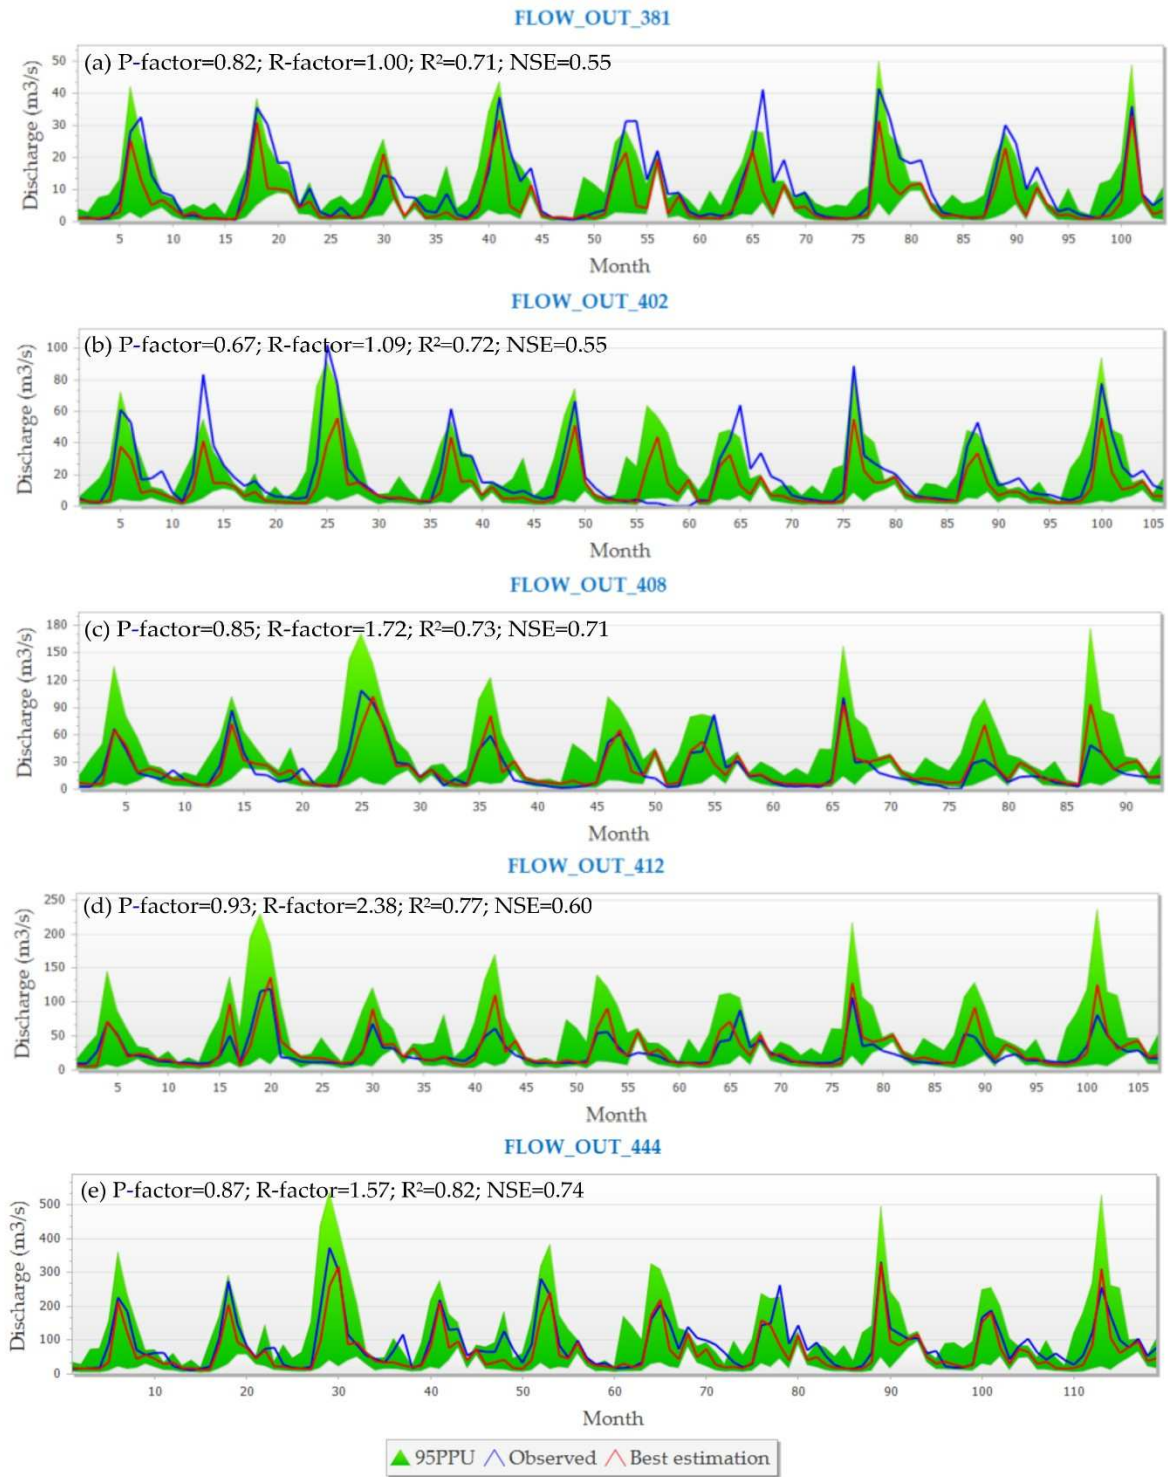 FLOW_OUT_381
(a) P-factor=0.82; R-factor=1.00; R²=0.71; NSE=0.55
Discharge (m3/s)
50
40
30
20
10
0
5 10 15 20 25 30 35 40 45 50 55 60 65 70 75 80 85 90 95 100
Month
FLOW_OUT_402
(b) P-factor=0.67; R-factor=1.09; R²=0.72; NSE=0.55
Discharge (m3/s)
100
80
60
40
20
0
5 10 15 20 25 30 35 40 45 50 55 60 65 70 75 80 85 90 95 100 105
Month
FLOW_OUT_408
(c) P-factor=0.85; R-factor=1.72; R²=0.73; NSE=0.71
Discharge (m3/s)
180
150
120
90
60
30
0
5 10 15 20 25 30 35 40 45 50 55 60 65 70 75 80 85 90
Month
FLOW_OUT_412
(d) P-factor=0.93; R-factor=2.38; R²=0.77; NSE=0.60
Discharge (m3/s)
250
200
150
100
50
0
5 10 15 20 25 30 35 40 45 50 55 60 65 70 75 80 85 90 95 100 105
Month
FLOW_OUT_444
(e) P-factor=0.87; R-factor=1.57; R²=0.82; NSE=0.74
Discharge (m3/s)
500
400
300
200
100
0
10 20 30 40 50 60 70 80 90 100 110
Month
95PPU Observed Best estimation